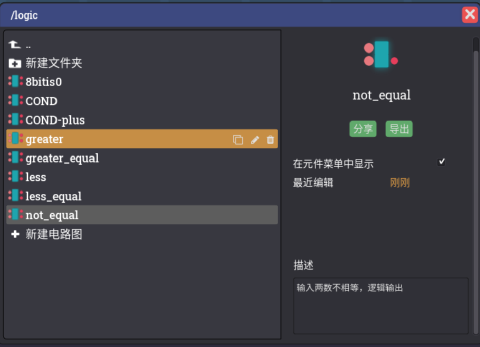 /logic
..
新建文件夹
8bitis0
COND
COND-plus
greater
greater_equal
less
less_equal
not_equal
新建电路图
not_equal
分享 导出
在元件菜单中显示
最近编辑 刚刚
描述
输入两数不相等，逻辑输出